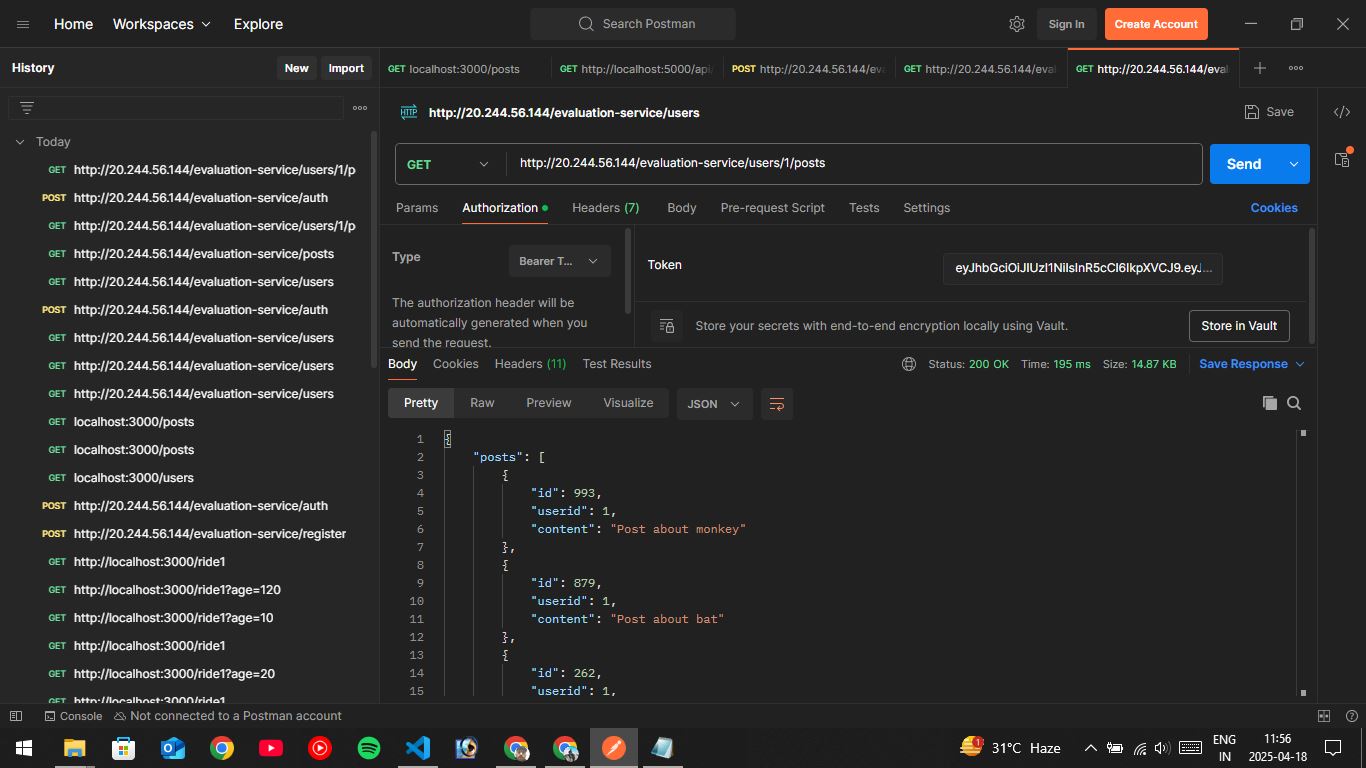 Home Workspaces Explore Search Postman Sign In Create Account
History New Import
GET localhost:3000/posts GET http://localhost:5000/api/ POST http://20.244.56.144/eva GET http://20.244.56.144/eval GET http://20.244.56.144/eval
HTTP http://20.244.56.144/evaluation-service/users Save
Today
GET http://20.244.56.144/evaluation-service/users/1/p
POST http://20.244.56.144/evaluation-service/auth
GET http://20.244.56.144/evaluation-service/users/1/p
GET http://20.244.56.144/evaluation-service/posts
GET http://20.244.56.144/evaluation-service/users
POST http://20.244.56.144/evaluation-service/auth
GET http://20.244.56.144/evaluation-service/users
GET http://20.244.56.144/evaluation-service/users
GET http://20.244.56.144/evaluation-service/users
GET localhost:3000/posts
GET localhost:3000/posts
GET localhost:3000/users
POST http://20.244.56.144/evaluation-service/auth
POST http://20.244.56.144/evaluation-service/register
GET http://localhost:3000/ride1
GET http://localhost:3000/ride1?age=120
GET http://localhost:3000/ride1?age=10
GET http://localhost:3000/ride1
GET http://localhost:3000/ride1?age=20
GET http://localhost:3000/ride1
GET http://20.244.56.144/evaluation-service/users/1/posts Send
Params Authorization Headers (7) Body Pre-request Script Tests Settings Cookies
Type Bearer T...
The authorization header will be
automatically generated when you
send the request.
Token eyJhbGciOiJIUzI1NiIsInR5cCI6IkpXVCJ9.eyJ...
Store your secrets with end-to-end encryption locally using Vault. Store in Vault
Body Cookies Headers (11) Test Results Status: 200 OK Time: 195 ms Size: 14.87 KB Save Response
Pretty Raw Preview Visualize JSON
1 {
2 "posts": [
3 {
4 "id": 993,
5 "userid": 1,
6 "content": "Post about monkey"
7 },
8 {
9 "id": 879,
10 "userid": 1,
11 "content": "Post about bat"
12 },
13 {
14 "id": 262,
15 "userid": 1,
Console Not connected to a Postman account
1 31°C Haze ENG IN 11:56 2025-04-18